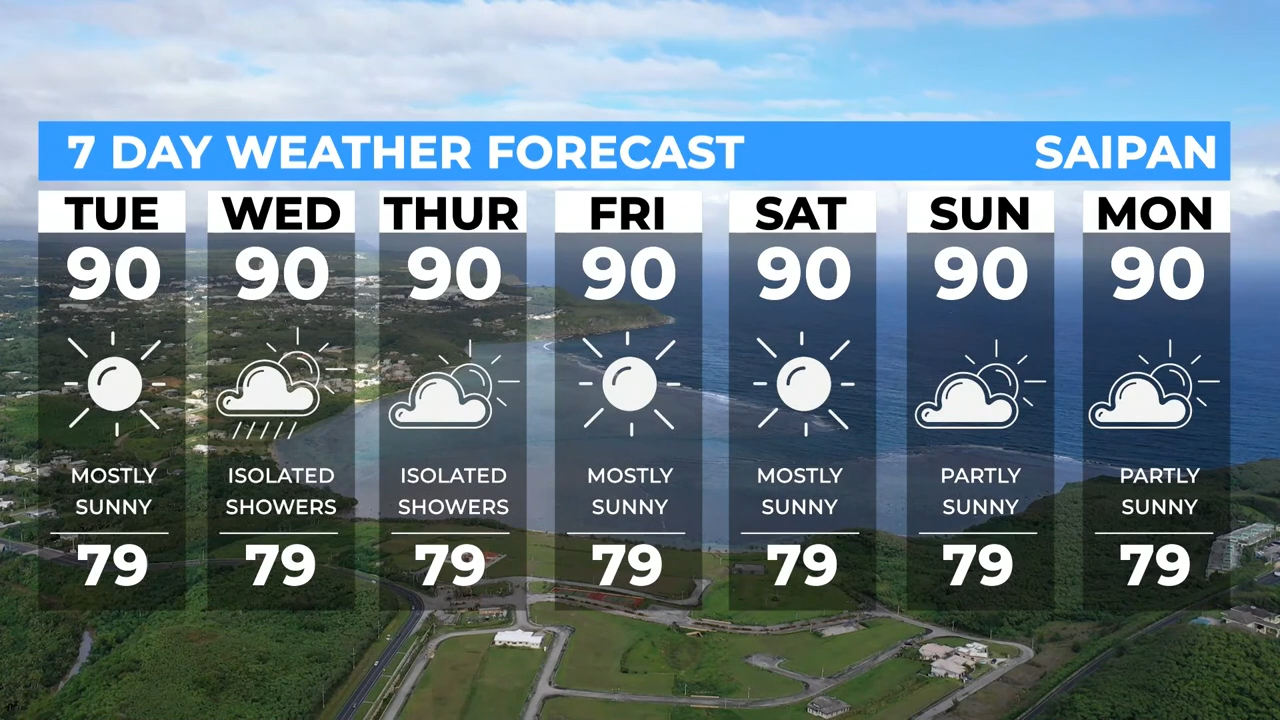 7 DAY WEATHER FORECAST SAIPAN
TUE WED THUR FRI SAT SUN MON
90 90 90 90 90 90 90
MOSTLY ISOLATED ISOLATED MOSTLY MOSTLY PARTLY PARTLY
SUNNY SHOWERS SHOWERS SUNNY SUNNY SUNNY SUNNY
79 79 79 79 79 79 79